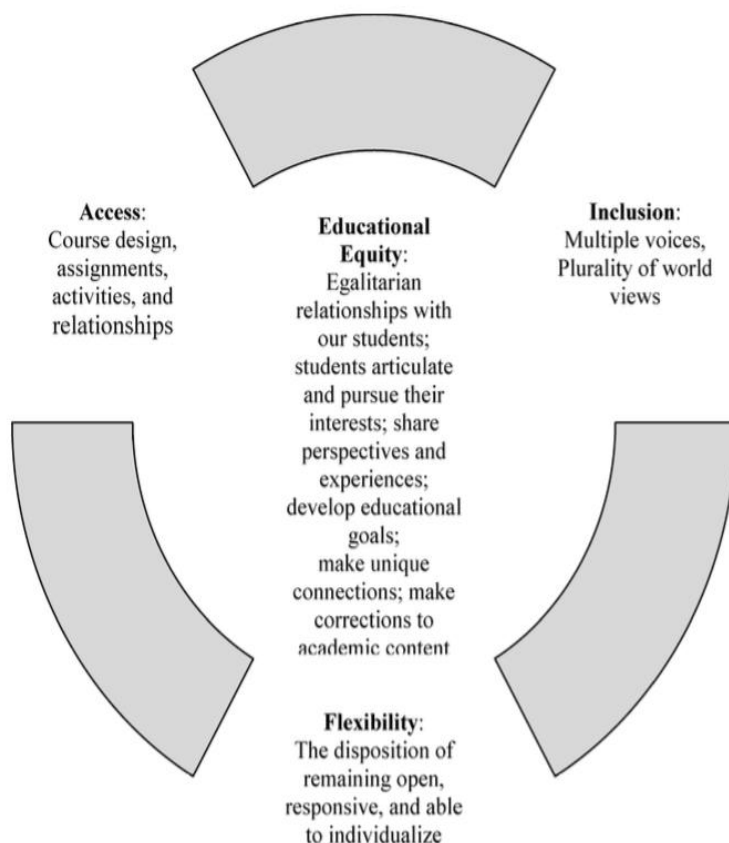 Access:
Course design,
assignments,
activities, and
relationships
Educational
Equity:
Egalitarian
relationships with
our students;
students articulate
and pursue their
interests; share
perspectives and
experiences;
develop educational
goals;
make unique
connections; make
corrections to
academic content
Inclusion:
Multiple voices,
Plurality of world
views
Flexibility:
The disposition of
remaining open,
responsive, and able
to individualize